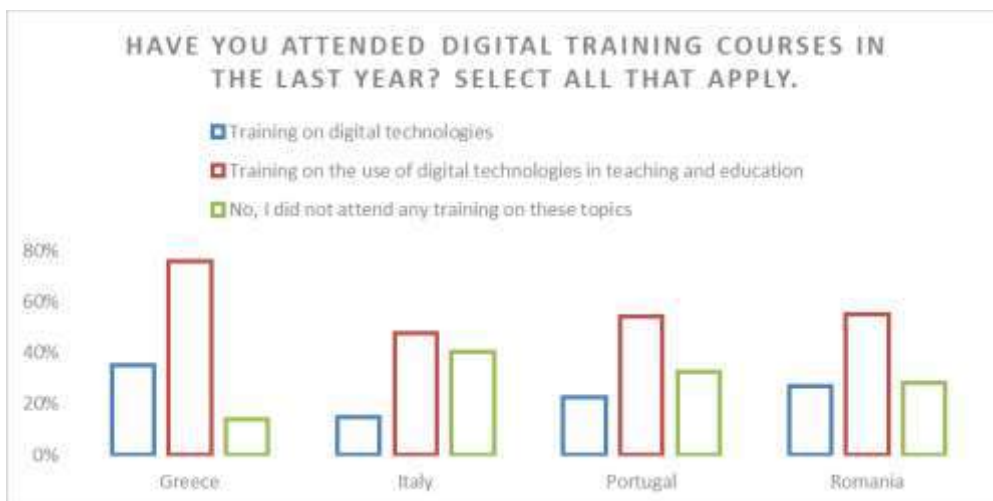 HAVE YOU ATTENDED DIGITAL TRAINING COURSES IN
THE LAST YEAR? SELECT ALL THAT APPLY.
Training on digital technologies
Training on the use of digital technologies in teaching and education
No, I did not attend any training on these topics
80%
60%
40%
20%
0%
Greece
Italy
Portugal
Romania